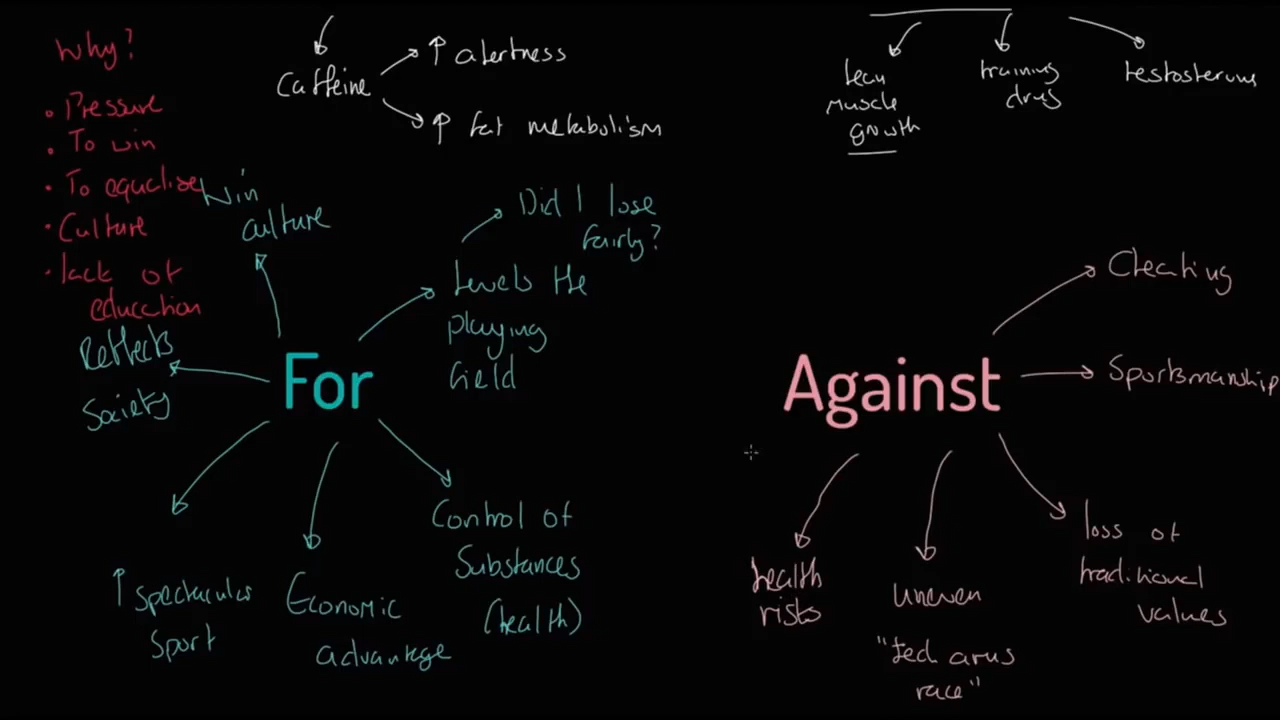 Why?
• Pressure
• To win
• To equalise
• Culture
• lack of
education
Caffeine
↑ alertness
↑ fat metabolism
lean
muscle
growth
training
drug
testosterone
Win
culture
Did I lose
fairly?
Levels the
playing
field
Reflects
Society
For
↑ Spectacular
Sport
Economic
advantage
Control of
Substances
(health)
Against
Cheating
Sportsmanship
health
risks
uneven
"tech arms
race"
loss of
traditional
values